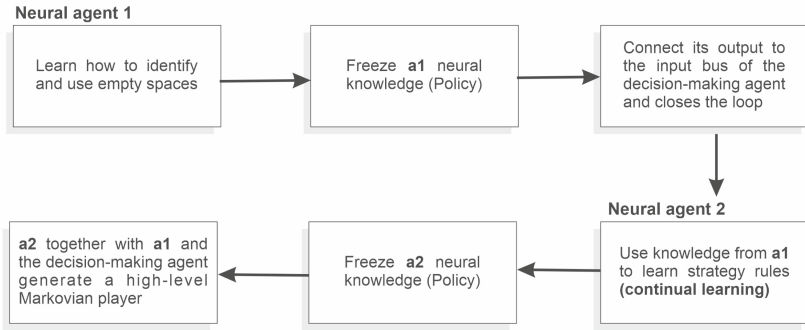 Neural agent 1
Learn how to identify
and use empty spaces
Freeze a1 neural
knowledge (Policy)
Connect its output to
the input bus of the
decision-making agent
and closes the loop
Neural agent 2
Use knowledge from a1
to learn strategy rules
(continual learning)
Freeze a2 neural
knowledge (Policy)
a2 together with a1 and
the decision-making agent
generate a high-level
Markovian player